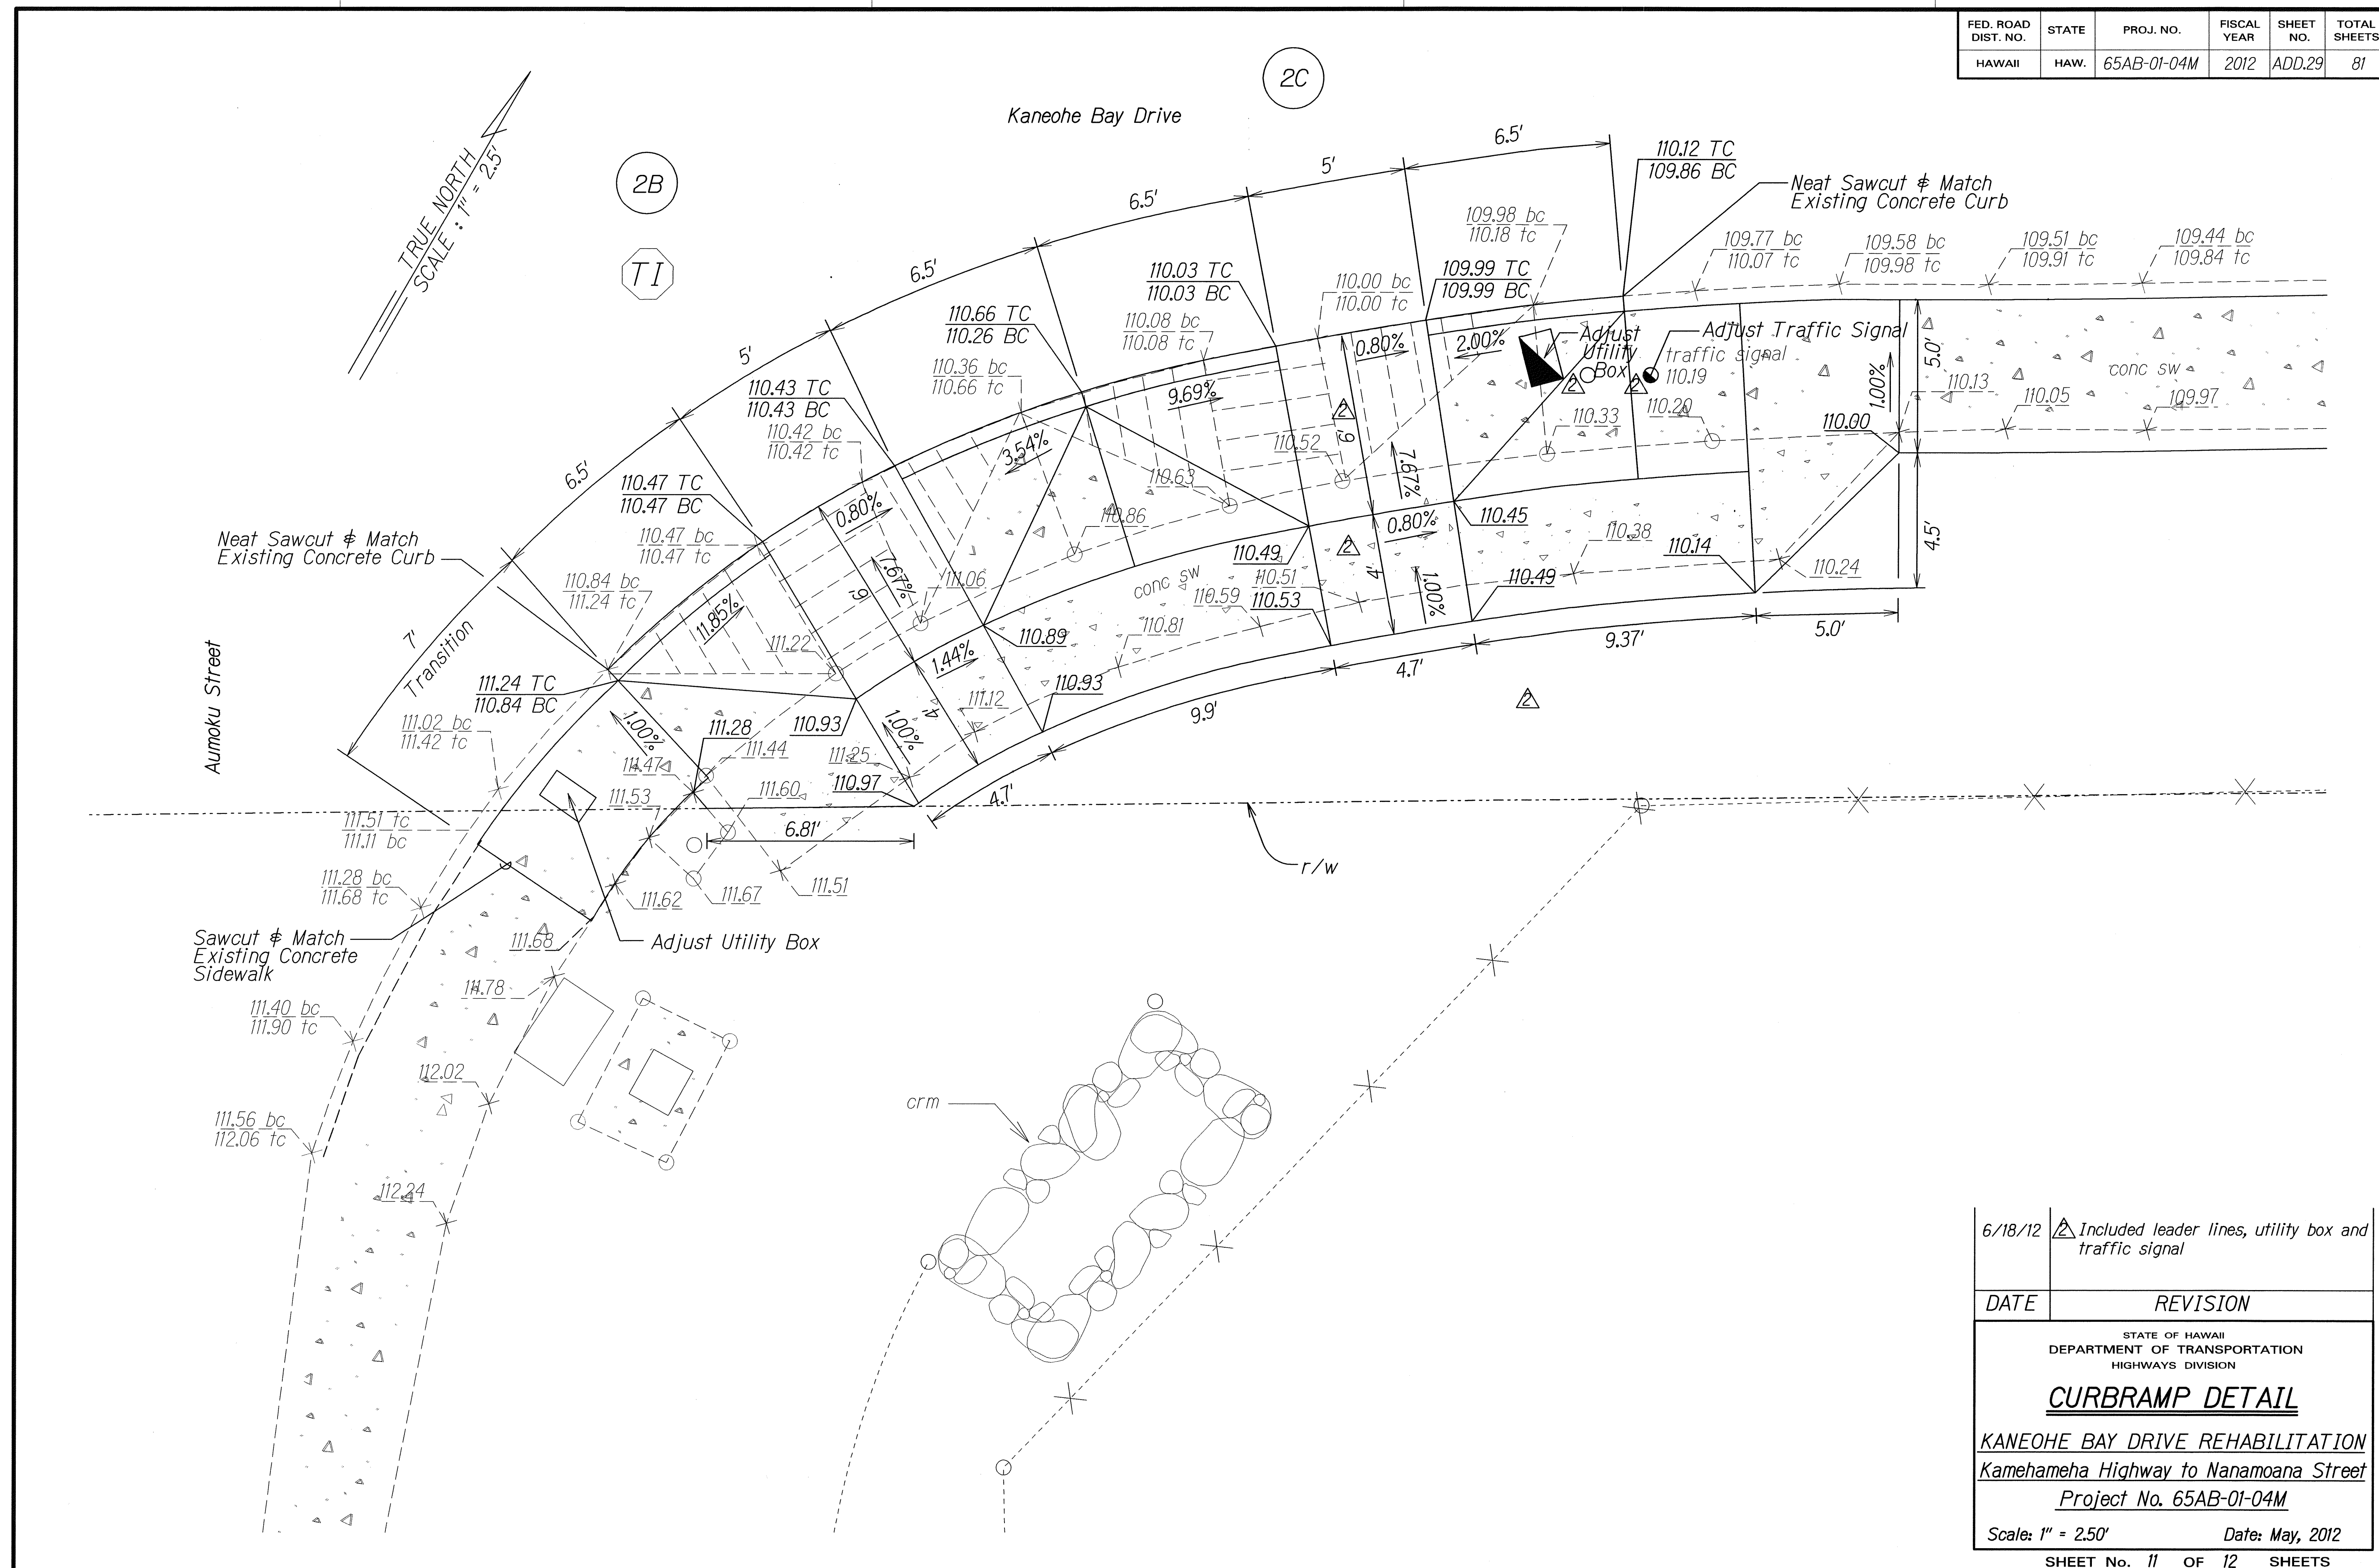 FED. ROAD DIST. NO.
STATE
PROJ. NO.
FISCAL YEAR
SHEET NO.
TOTAL SHEETS
HAWAII
HAW.
65AB-01-04M
2012
ADD.29
81
2C
Kaneohe Bay Drive
TRUE NORTH
SCALE : 1" = 2.5'
2B
TI
6.5'
5'
6.5'
6.5'
5'
6.5'
7'
Transition
110.12 TC
109.86 BC
Neat Sawcut & Match
Existing Concrete Curb
109.98 bc
110.18 tc
109.77 bc
110.07 tc
109.58 bc
109.98 tc
109.51 bc
109.91 tc
109.44 bc
109.84 tc
110.03 TC
110.03 BC
110.00 bc
110.00 tc
109.99 TC
109.99 BC
110.66 TC
110.26 BC
110.08 bc
110.08 tc
110.36 bc
110.66 tc
110.43 TC
110.43 BC
110.42 bc
110.42 tc
110.47 TC
110.47 BC
110.47 bc
110.47 tc
Neat Sawcut & Match
Existing Concrete Curb
110.84 bc
111.24 tc
Adjust
Utility
Box
2
Adjust Traffic Signal
traffic signal
110.19
2
0.80%
2.00%
9.69%
3.54%
0.80%
11.85%
7.67%
6'
2
6'
7.67%
0.80%
1.00%
5.0'
conc sw
110.13
110.05
109.97
110.00
110.20
110.33
110.52
110.63
110.86
111.06
111.22
110.45
110.38
110.14
110.24
110.49
2
110.51
110.59
110.53
110.49
4'
1.00%
4.5'
5.0'
9.37'
4.7'
conc sw
110.81
110.89
1.44%
110.93
111.12
4'
9.9'
2
Aumoku Street
111.24 TC
110.84 BC
111.02 bc
111.42 tc
1.00%
111.28
110.93
1.00%
111.44
111.47
111.25
111.53
111.60
110.97
4.7'
6.81'
r/w
111.51 tc
111.11 bc
111.28 bc
111.68 tc
111.62
111.67
111.51
Sawcut & Match
Existing Concrete
Sidewalk
111.68
Adjust Utility Box
111.78
111.40 bc
111.90 tc
112.02
111.56 bc
112.06 tc
112.24
crm
6/18/12
2 Included leader lines, utility box and
traffic signal
DATE
REVISION
STATE OF HAWAII
DEPARTMENT OF TRANSPORTATION
HIGHWAYS DIVISION
CURBRAMP DETAIL
KANEOHE BAY DRIVE REHABILITATION
Kamehameha Highway to Nanamoana Street
Project No. 65AB-01-04M
Scale: 1" = 2.50'
Date: May, 2012
SHEET No. 11 OF 12 SHEETS